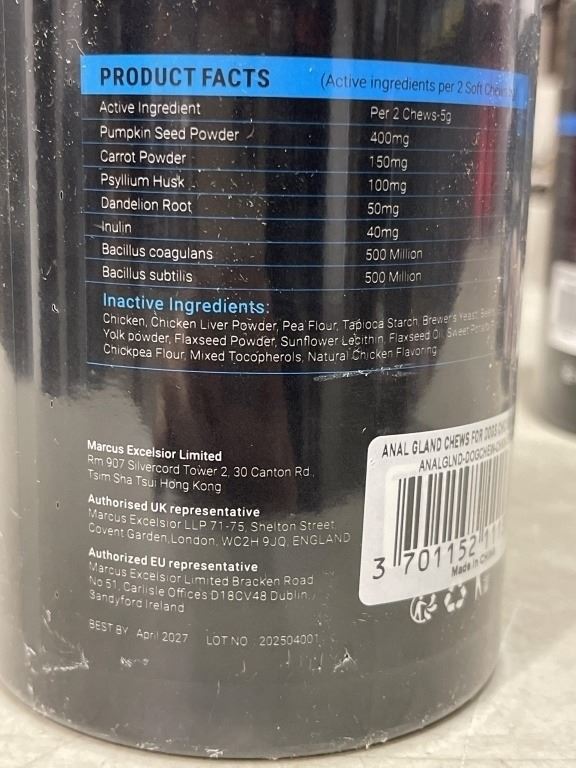 PRODUCT FACTS (Active ingredients per 2 Soft Chews
Active Ingredient Per 2 Chews-5g
Pumpkin Seed Powder 400mg
Carrot Powder 150mg
Psyllium Husk 100mg
Dandelion Root 50mg
Inulin 40mg
Bacillus coagulans 500 Million
Bacillus subtilis 500 Million
Inactive Ingredients:
Chicken, Chicken Liver Powder, Pea Flour, Tapioca Starch, Brewer's Yeast,
Yolk powder, Flaxseed Powder, Sunflower Lecithin, Flaxseed Oil, Sweet Potato
Chickpea Flour, Mixed Tocopherols, Natural Chicken Flavoring
Marcus Excelsior Limited
Rm 907 Silvercord Tower 2, 30 Canton Rd.,
Tsim Sha Tsui Hong Kong
Authorised UK representative
Marcus Excelsior LLP 71-75, Shelton Street,
Covent Garden, London, WC2H 9JQ, ENGLAND
Authorized EU representative
Marcus Excelsior Limited Bracken Road
No 51, Carlisle Offices D18CV48 Dublin,
Sandyford Ireland
BEST BY April 2027 LOT NO 202504001
ANAL GLAND CHEWS FOR DOGS
ANALGLND-DOGCHEW
3 701152
Made in China